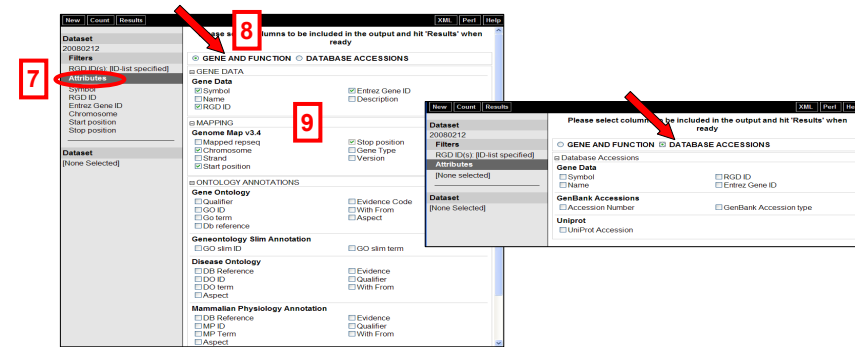 New Count Results XML Perl Help
Please select columns to be included in the output and hit 'Results' when
ready
8
7
9
Dataset
20080212
Filters
RGD ID(s): [ID-list specified]
Attributes
Symbol
RGD ID
Entrez Gene ID
Chromosome
Start position
Stop position
Dataset
[None Selected]
GENE AND FUNCTION DATABASE ACCESSIONS
GENE DATA
Gene Data
Symbol Entrez Gene ID
Name Description
RGD ID
MAPPING
Genome Map v3.4
Mapped repseq Stop position
Chromosome Gene Type
Strand Version
Start position
ONTOLOGY ANNOTATIONS
Gene Ontology
Qualifier Evidence Code
GO ID With From
Go term Aspect
Db reference
Geneontology Slim Annotation
GO slim ID GO slim term
Disease Ontology
DB Reference Evidence
DO ID Qualifier
DO term With From
Aspect
Mammalian Physiology Annotation
DB Reference Evidence
MP ID Qualifier
MP Term With From
Aspect
New Count Results XML Perl
Please select columns to be included in the output and hit 'Results' when
ready
Dataset
20080212
Filters
RGD ID(s): [ID-list specified]
Attributes
[None selected]
Dataset
[None Selected]
GENE AND FUNCTION DATABASE ACCESSIONS
Database Accessions
Gene Data
Symbol RGD ID
Name Entrez Gene ID
GenBank Accessions
Accession Number GenBank Accession type
Uniprot
UniProt Accession